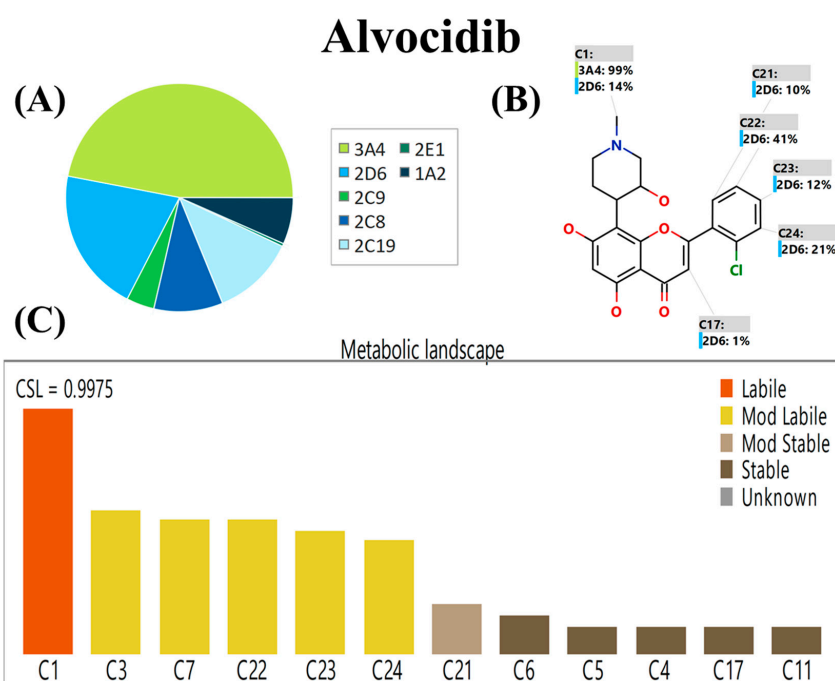 Alvocidib
(A)
3A4
2E1
2D6
1A2
2C9
2C8
2C19
(B)
C1:
3A4: 99%
2D6: 14%
C21:
2D6: 10%
C22:
2D6: 41%
C23:
2D6: 12%
C24:
2D6: 21%
C17:
2D6: 1%
N
O
O
O
Cl
O
O
(C)
Metabolic landscape
CSL = 0.9975
Labile
Mod Labile
Mod Stable
Stable
Unknown
C1 C3 C7 C22 C23 C24 C21 C6 C5 C4 C17 C11